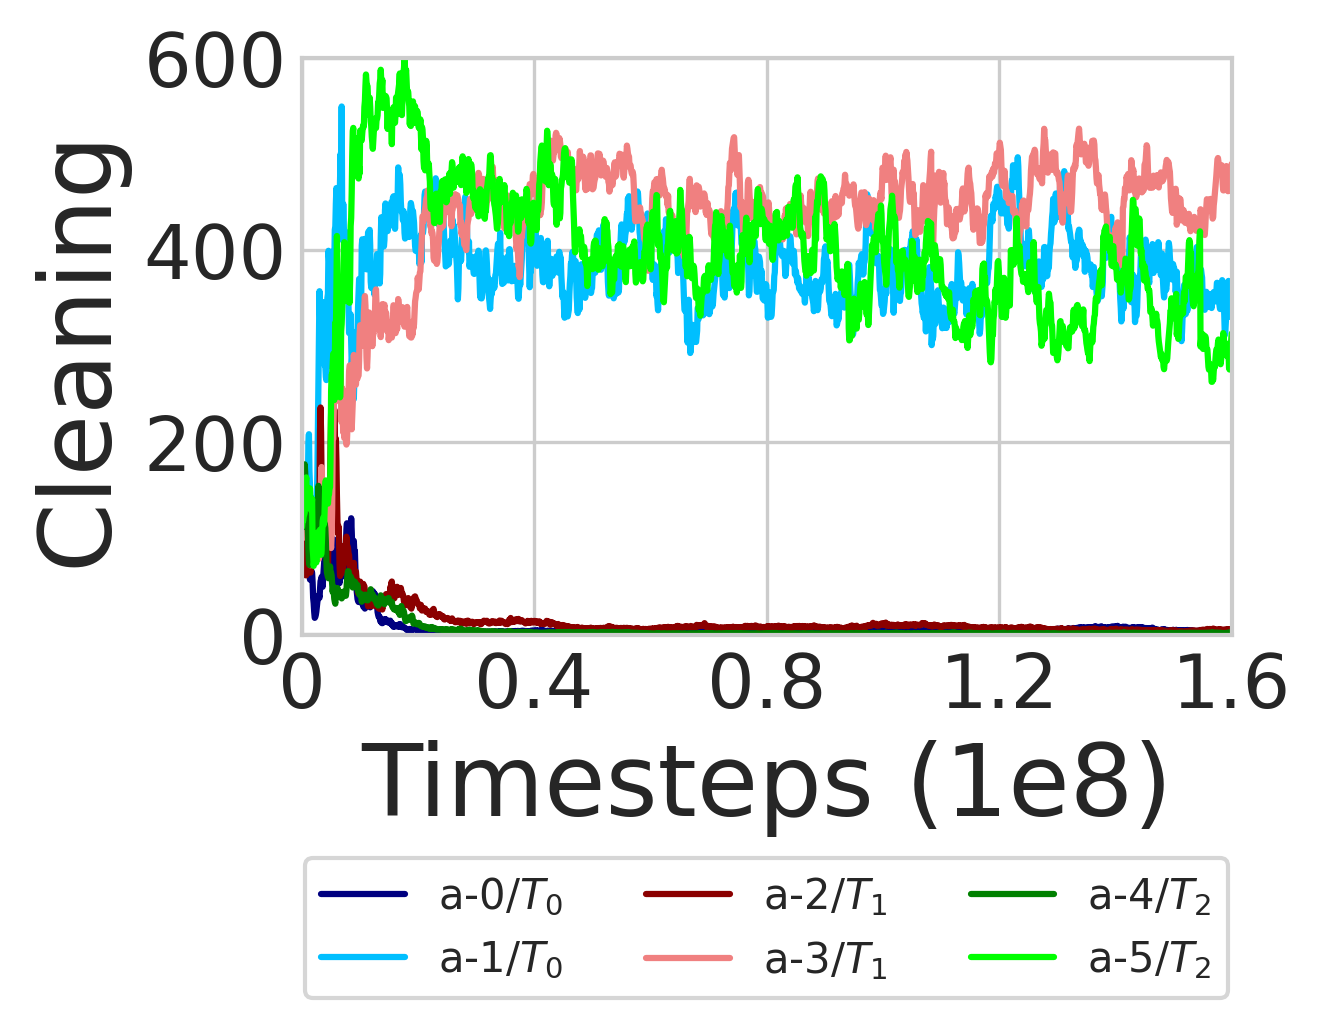 600
400
200
0
Cleaning
0 0.4 0.8 1.2 1.6
Timesteps (1e8)
a-0/T₀ a-2/T₁ a-4/T₂
a-1/T₀ a-3/T₁ a-5/T₂